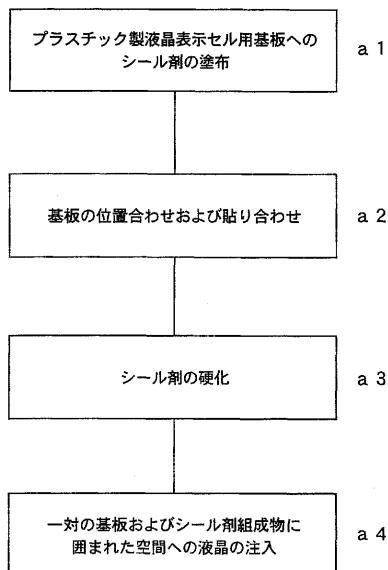 プラスチック製液晶表示セル用基板への
シール剤の塗布
a 1
基板の位置合わせおよび貼り合わせ
a 2
シール剤の硬化
a 3
一対の基板およびシール剤組成物に
囲まれた空間への液晶の注入
a 4